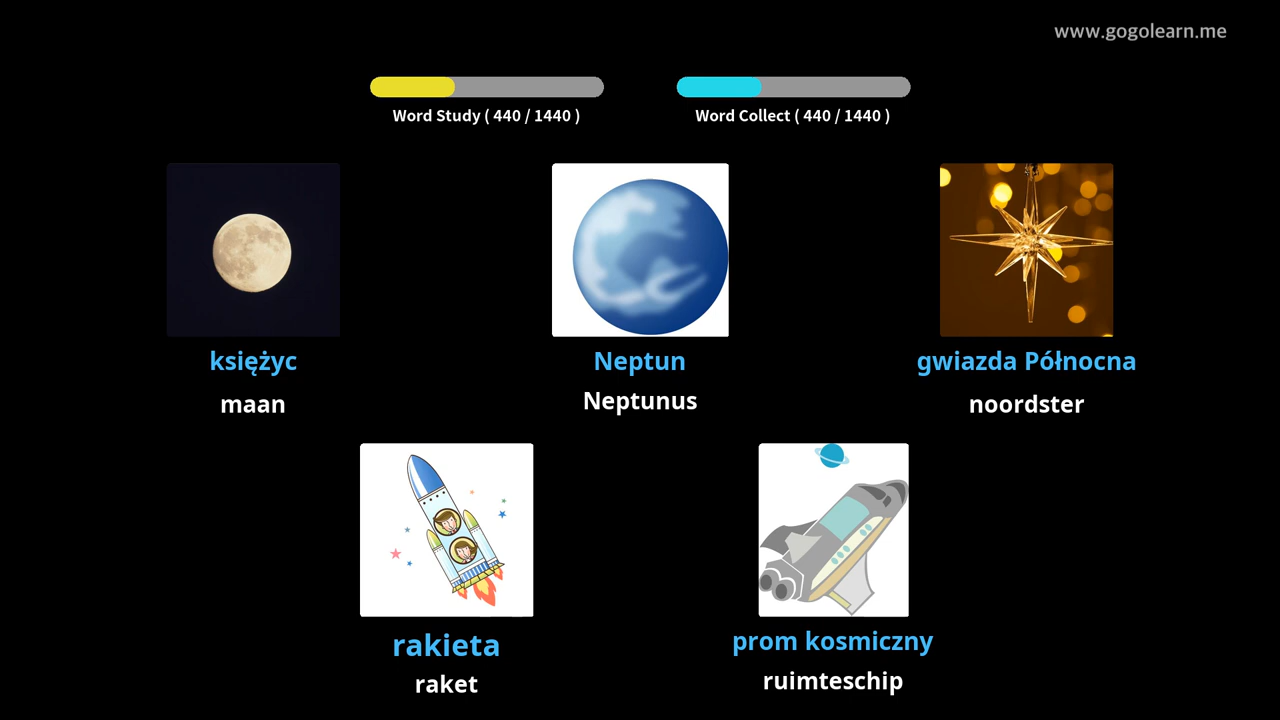 www.gogolearn.me
Word Study ( 440 / 1440 )
Word Collect ( 440 / 1440 )
księżyc
Neptun
gwiazda Północna
maan
Neptunus
noordster
rakieta
prom kosmiczny
raket
ruimteschip